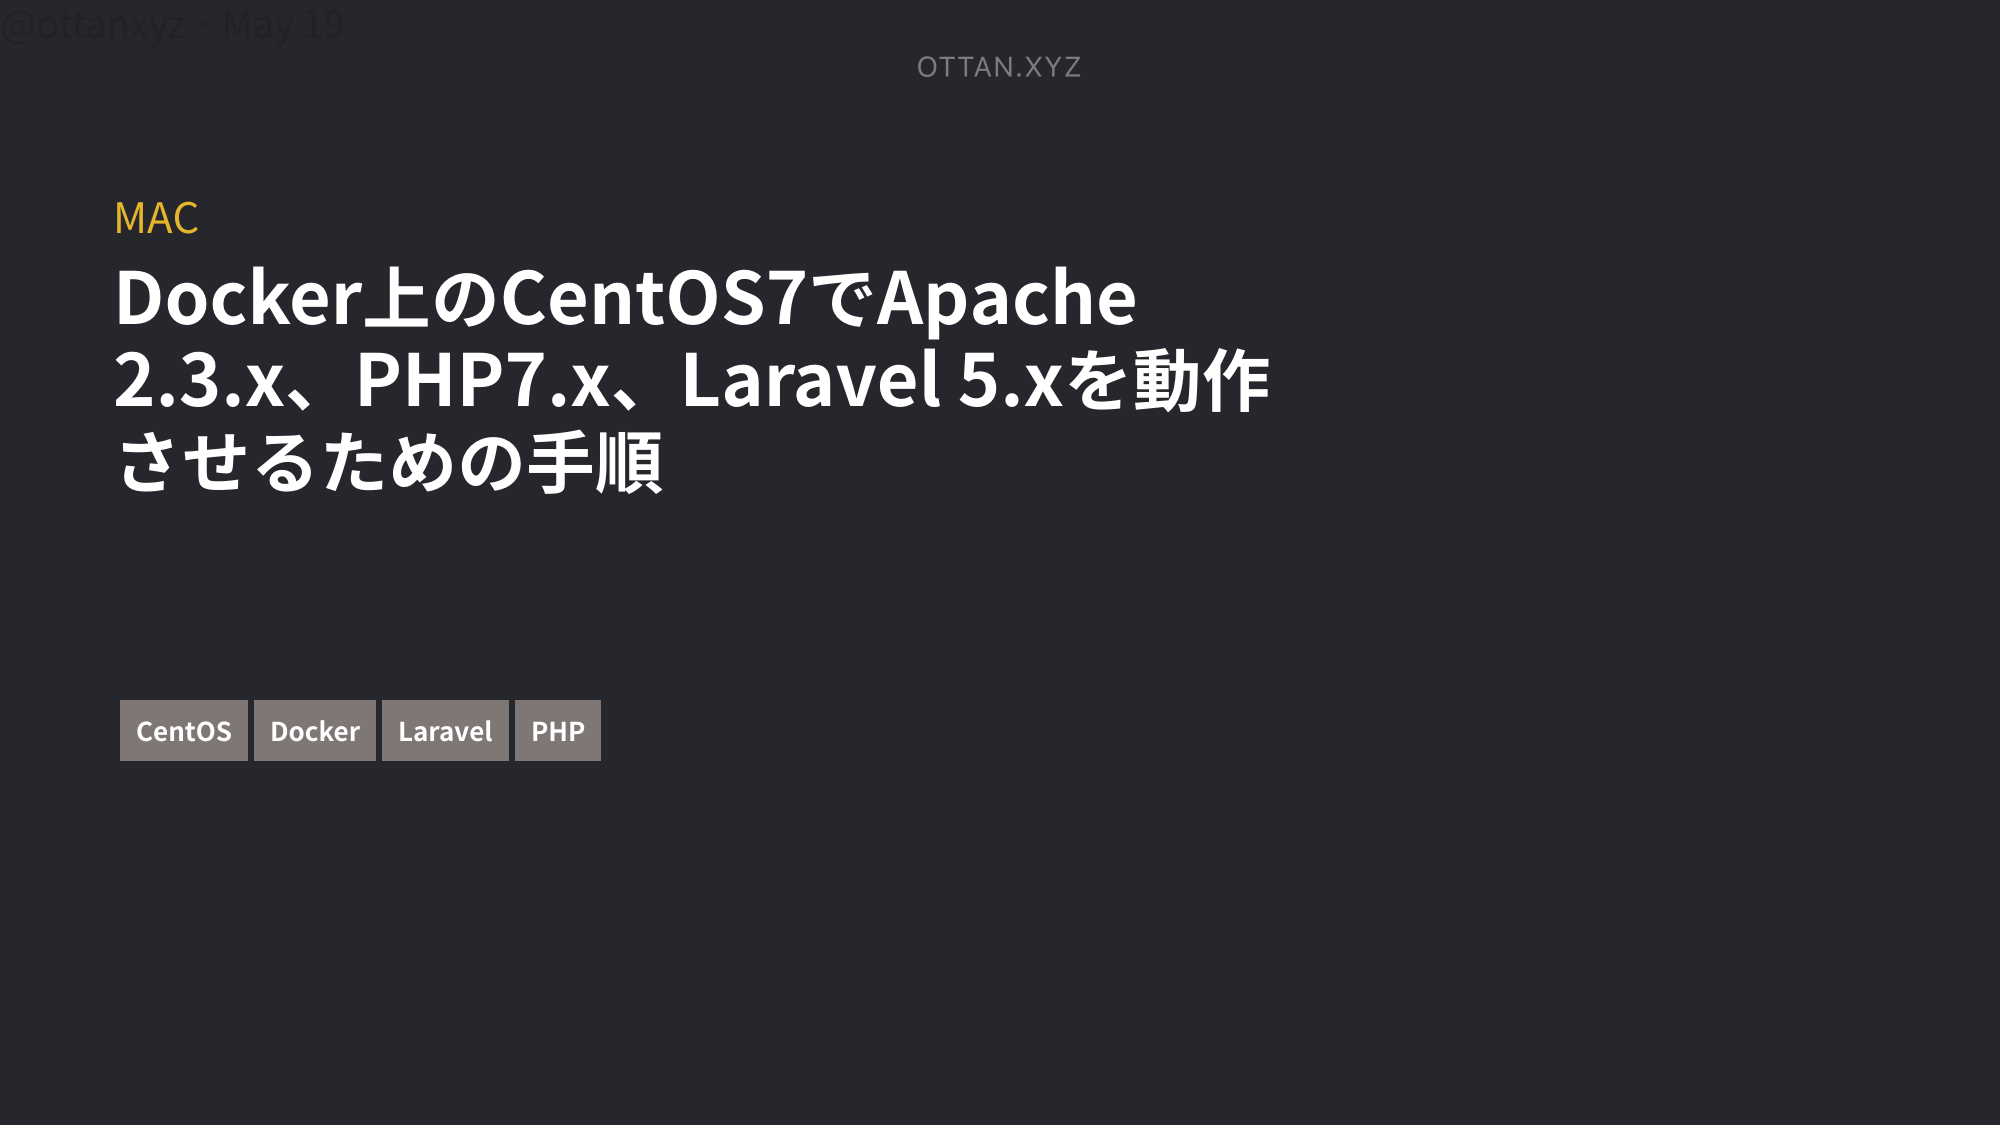 @ottanxyz・May 19
OTTAN.XYZ
MAC
Docker上のCentOS7でApache
2.3.x、PHP7.x、Laravel 5.xを動作
させるための手順
CentOS Docker Laravel PHP